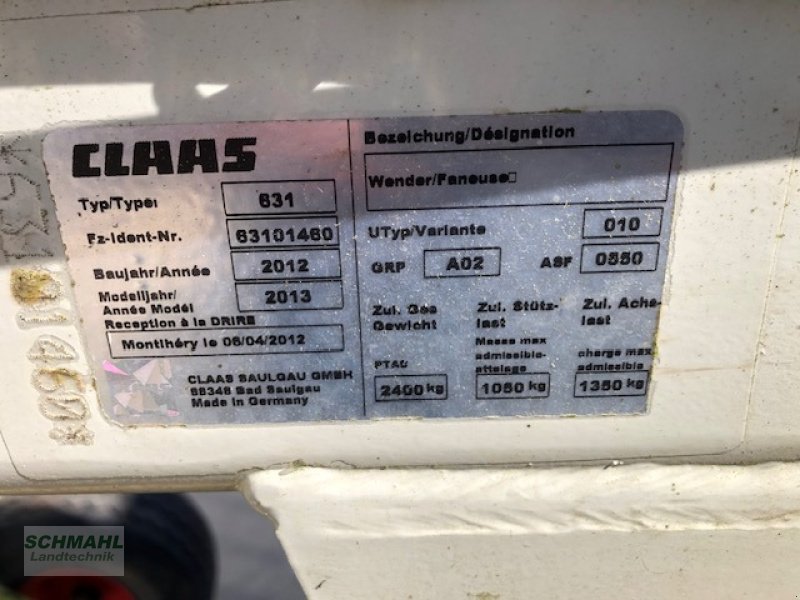 CLAAS
Typ/Type:
631
Fz-Ident-Nr.
63101460
Baujahr/Année
2012
Modelljahr/
Année Modél
2013
Reception à la DRIRE
Montlhéry le 06/04/2012
CLAAS SAULGAU GMBH
88348 Bad Saulgau
Made in Germany
Bezeichung/Désignation
Wender/Faneuse
UTyp/Variante
010
GRP
A02
ASF
0550
Zul. Ges
Gewicht
PTAC
2400 kg
Zul. Stütz-
last
Masse max
admissible-
attelage
1050 kg
Zul. Achs-
last
charge max
admissible
1350 kg
SCHMAHL
Landtechnik